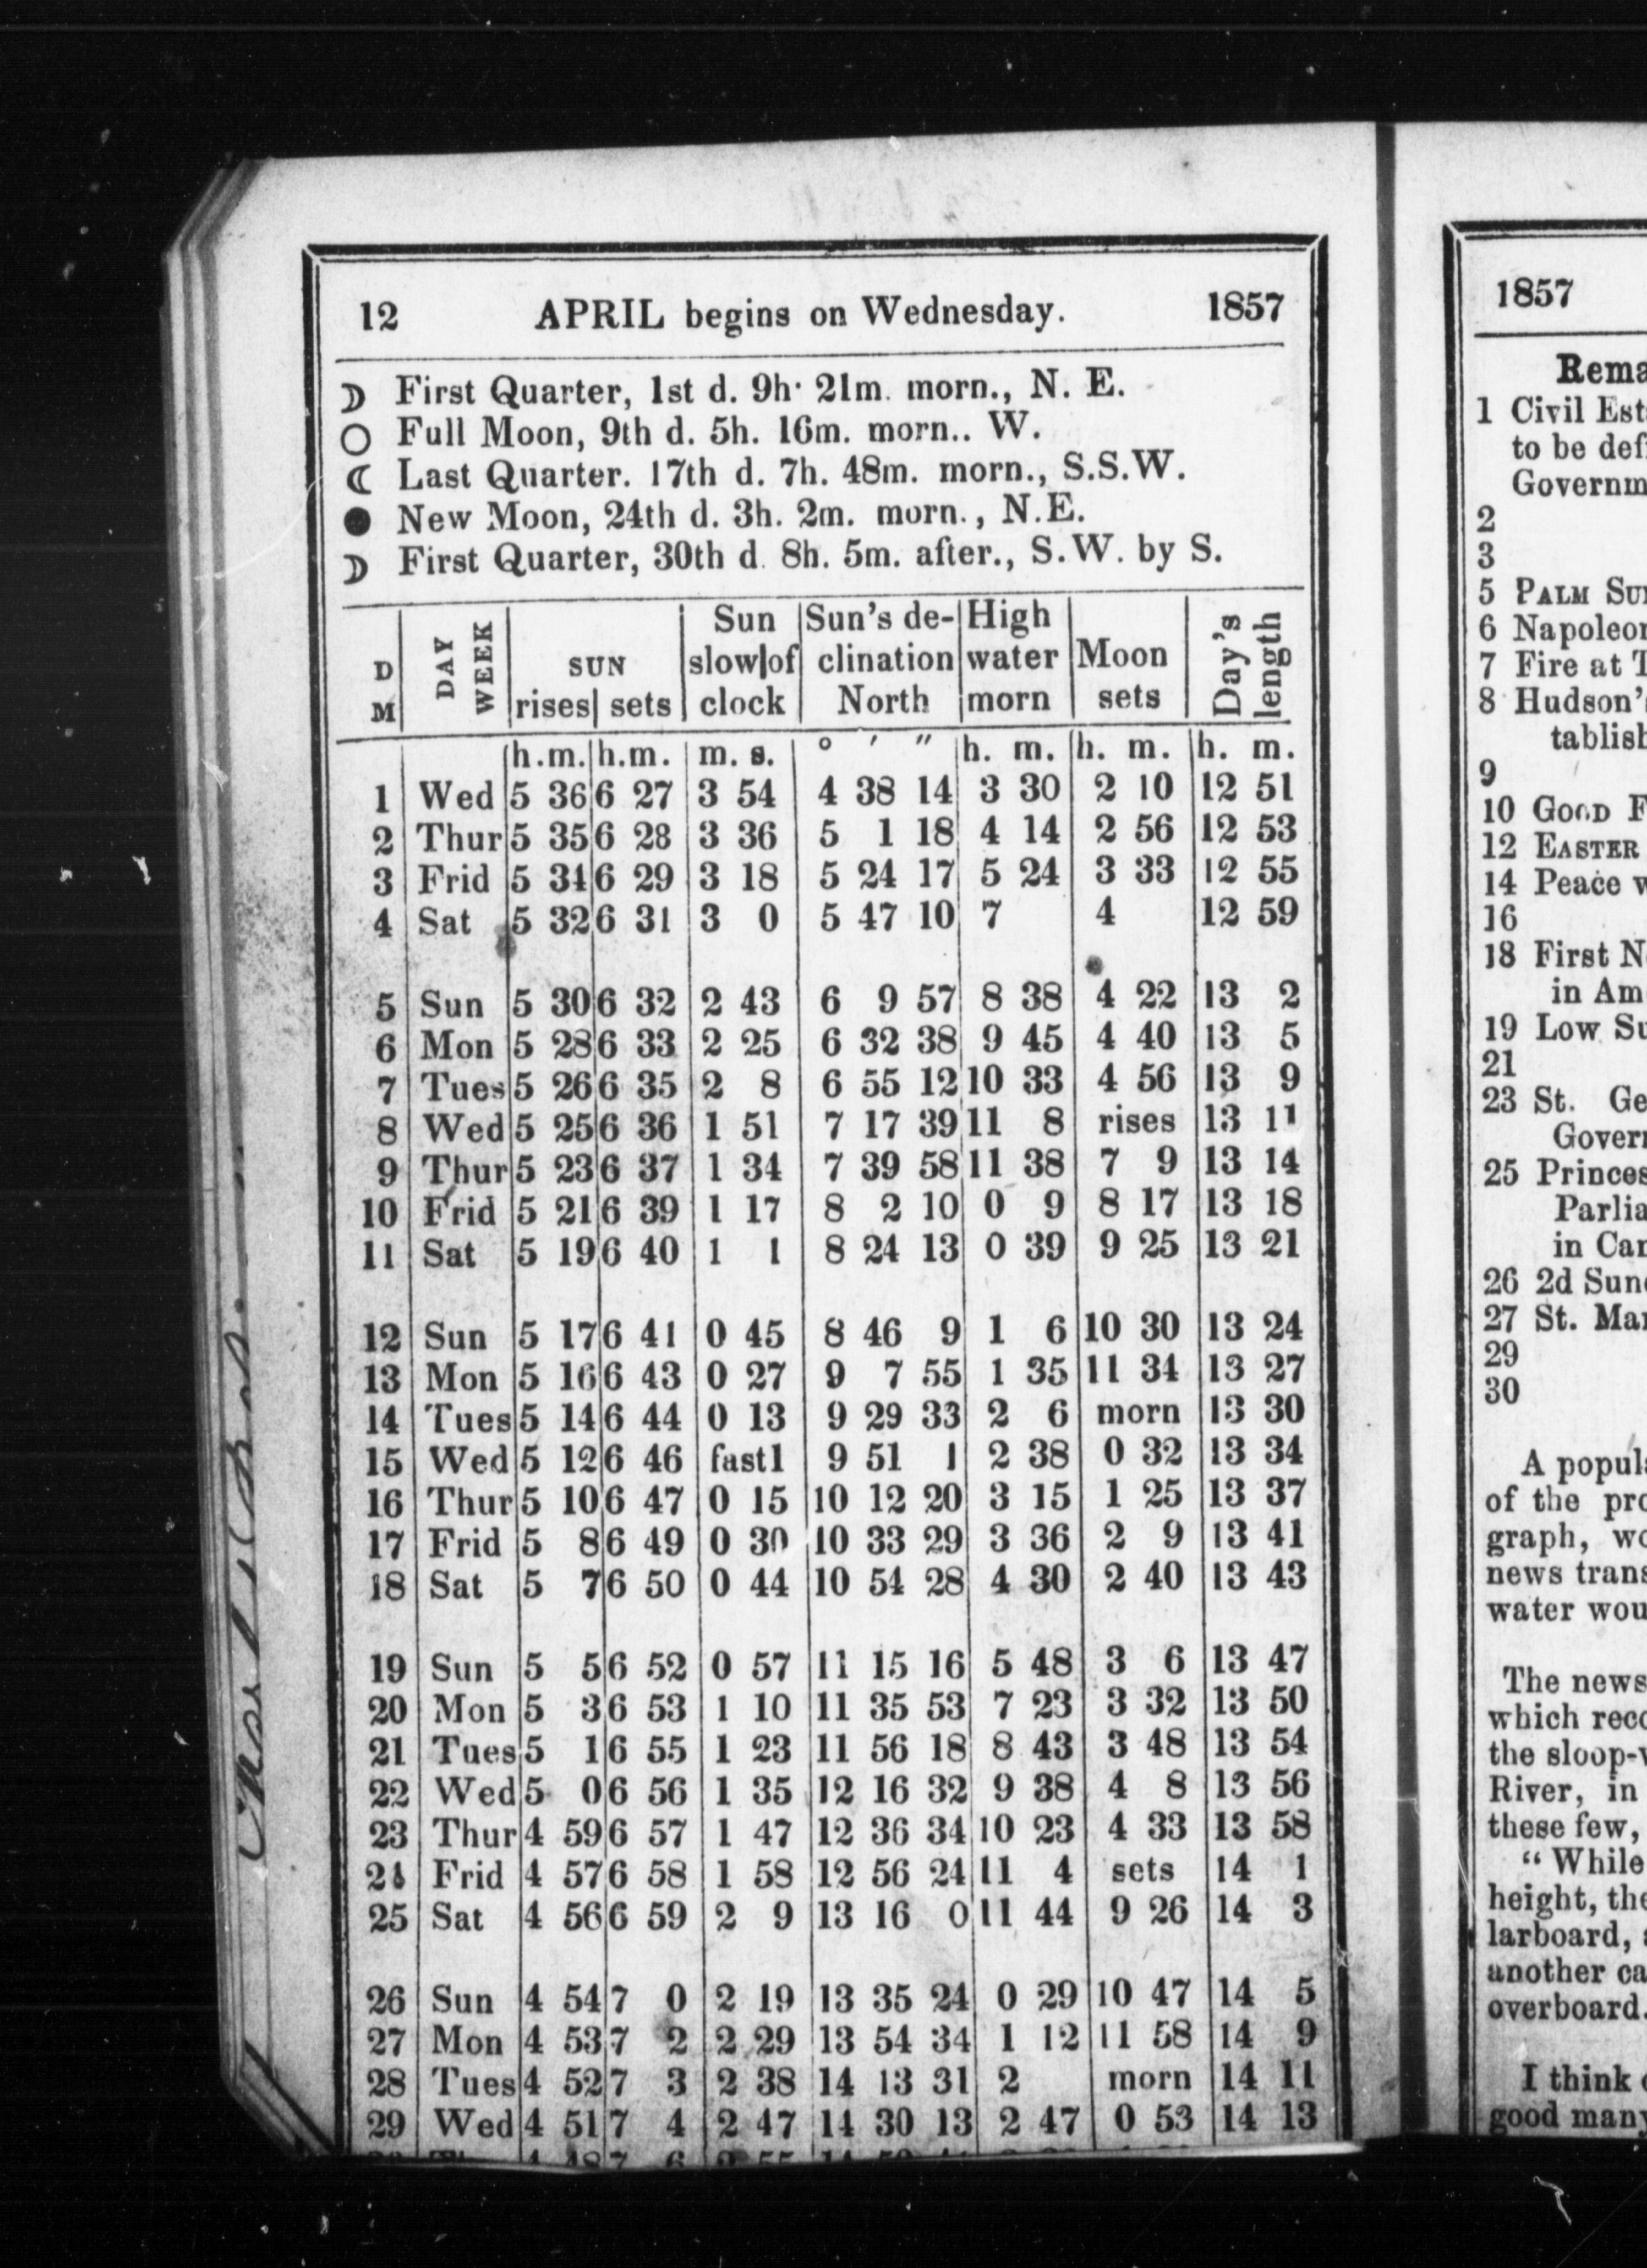 12 APRIL begins on Wednesday. 1857
☽ First Quarter, 1st d. 9h· 21m. morn., N. E.
○ Full Moon, 9th d. 5h. 16m. morn.. W.
☾ Last Quarter. 17th d. 7h. 48m. morn., S.S.W.
● New Moon, 24th d. 3h. 2m. morn., N.E.
☽ First Quarter, 30th d. 8h. 5m. after., S.W. by S.
D M DAY WEEK SUN rises sets Sun slow of clock Sun's de-clination North High water morn Moon sets Day's length
h.m. h.m. m. s. ° ′ ″ h. m. h. m. h. m.
1 Wed 5 36 6 27 3 54 4 38 14 3 30 2 10 12 51
2 Thur 5 35 6 28 3 36 5 1 18 4 14 2 56 12 53
3 Frid 5 34 6 29 3 18 5 24 17 5 24 3 33 12 55
4 Sat 5 32 6 31 3 0 5 47 10 7 4 12 59
5 Sun 5 30 6 32 2 43 6 9 57 8 38 4 22 13 2
6 Mon 5 28 6 33 2 25 6 32 38 9 45 4 40 13 5
7 Tues 5 26 6 35 2 8 6 55 12 10 33 4 56 13 9
8 Wed 5 25 6 36 1 51 7 17 39 11 8 rises 13 11
9 Thur 5 23 6 37 1 34 7 39 58 11 38 7 9 13 14
10 Frid 5 21 6 39 1 17 8 2 10 0 9 8 17 13 18
11 Sat 5 19 6 40 1 1 8 24 13 0 39 9 25 13 21
12 Sun 5 17 6 41 0 45 8 46 9 1 6 10 30 13 24
13 Mon 5 16 6 43 0 27 9 7 55 1 35 11 34 13 27
14 Tues 5 14 6 44 0 13 9 29 33 2 6 morn 13 30
15 Wed 5 12 6 46 fast1 9 51 1 2 38 0 32 13 34
16 Thur 5 10 6 47 0 15 10 12 20 3 15 1 25 13 37
17 Frid 5 8 6 49 0 30 10 33 29 3 36 2 9 13 41
18 Sat 5 7 6 50 0 44 10 54 28 4 30 2 40 13 43
19 Sun 5 5 6 52 0 57 11 15 16 5 48 3 6 13 47
20 Mon 5 3 6 53 1 10 11 35 53 7 23 3 32 13 50
21 Tues 5 1 6 55 1 23 11 56 18 8 43 3 48 13 54
22 Wed 5 0 6 56 1 35 12 16 32 9 38 4 8 13 56
23 Thur 4 59 6 57 1 47 12 36 34 10 23 4 33 13 58
24 Frid 4 57 6 58 1 58 12 56 24 11 4 sets 14 1
25 Sat 4 56 6 59 2 9 13 16 0 11 44 9 26 14 3
26 Sun 4 54 7 0 2 19 13 35 24 0 29 10 47 14 5
27 Mon 4 53 7 2 2 29 13 54 34 1 12 11 58 14 9
28 Tues 4 52 7 3 2 38 14 13 31 2 morn 14 11
29 Wed 4 51 7 4 2 47 14 30 13 2 47 0 53 14 13
1857
1 Civil
to be
2
3
5 PALM
6
7 Fire at
8 Hudson's
9
10 GOOD
12 EASTER
14 Peace
16
18 First
in
19 Low
21
23 St.
25
in
26 2d
27 St.
29
30
A
of the
graph,
news
water
The news
which
the
River, in
these few,
" While
height, the
larboard,
another
overboard.
I think
good many